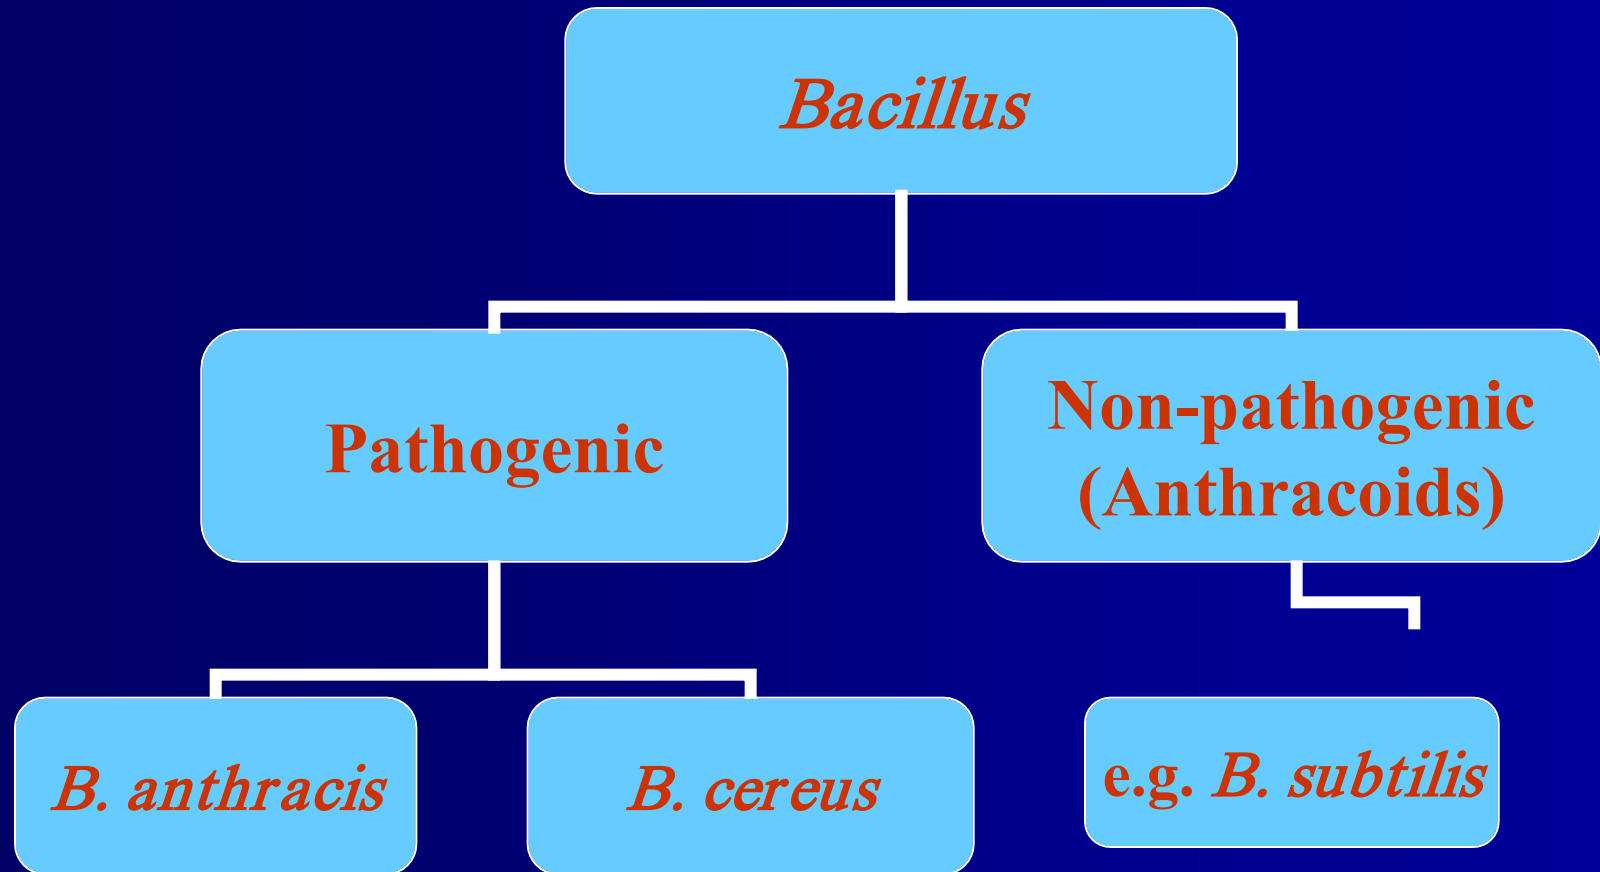 Bacillus
Pathogenic
Non-pathogenic
(Anthracoids)
B. anthracis
B. cereus
e.g. B. subtilis